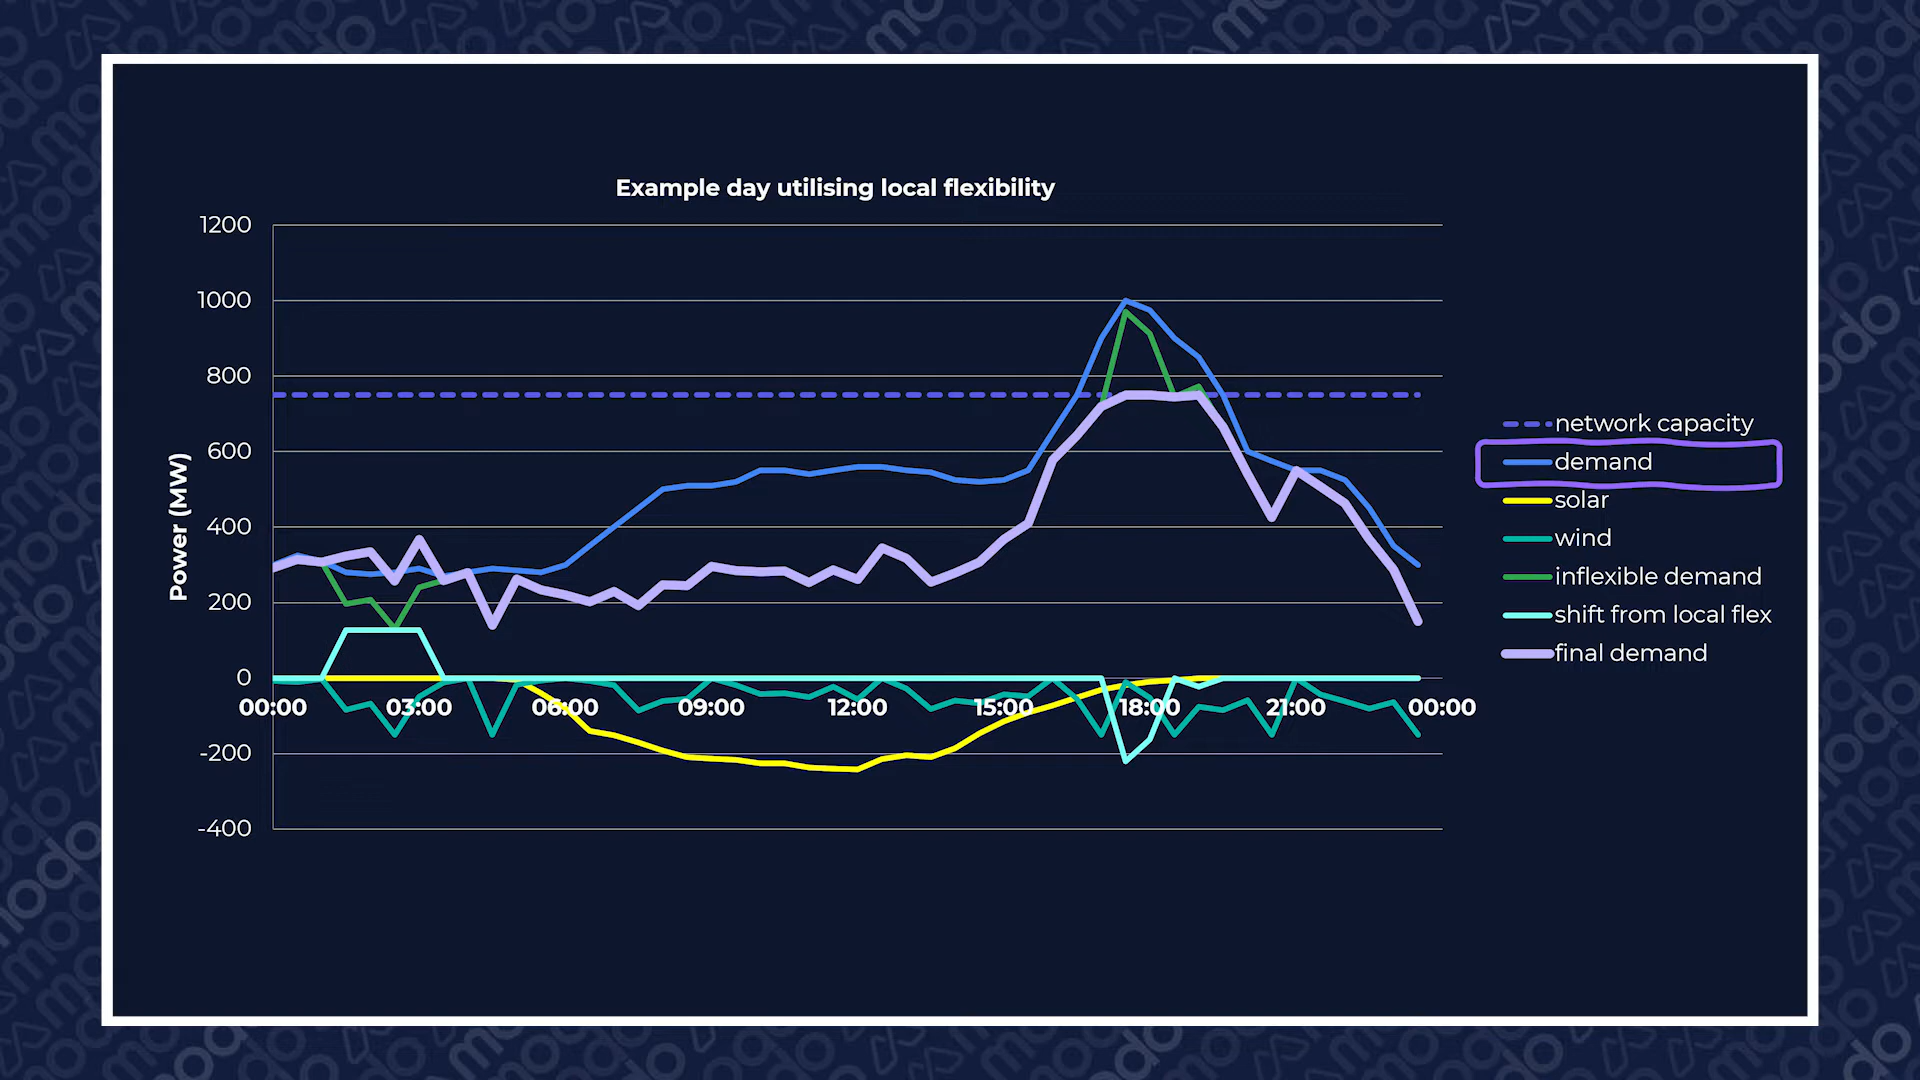 Example day utilising local flexibility
1200
1000
800
600
400
200
0
-200
-400
Power (MW)
00:00 03:00 06:00 09:00 12:00 15:00 18:00 21:00 00:00
network capacity
demand
solar
wind
inflexible demand
shift from local flex
final demand
modo